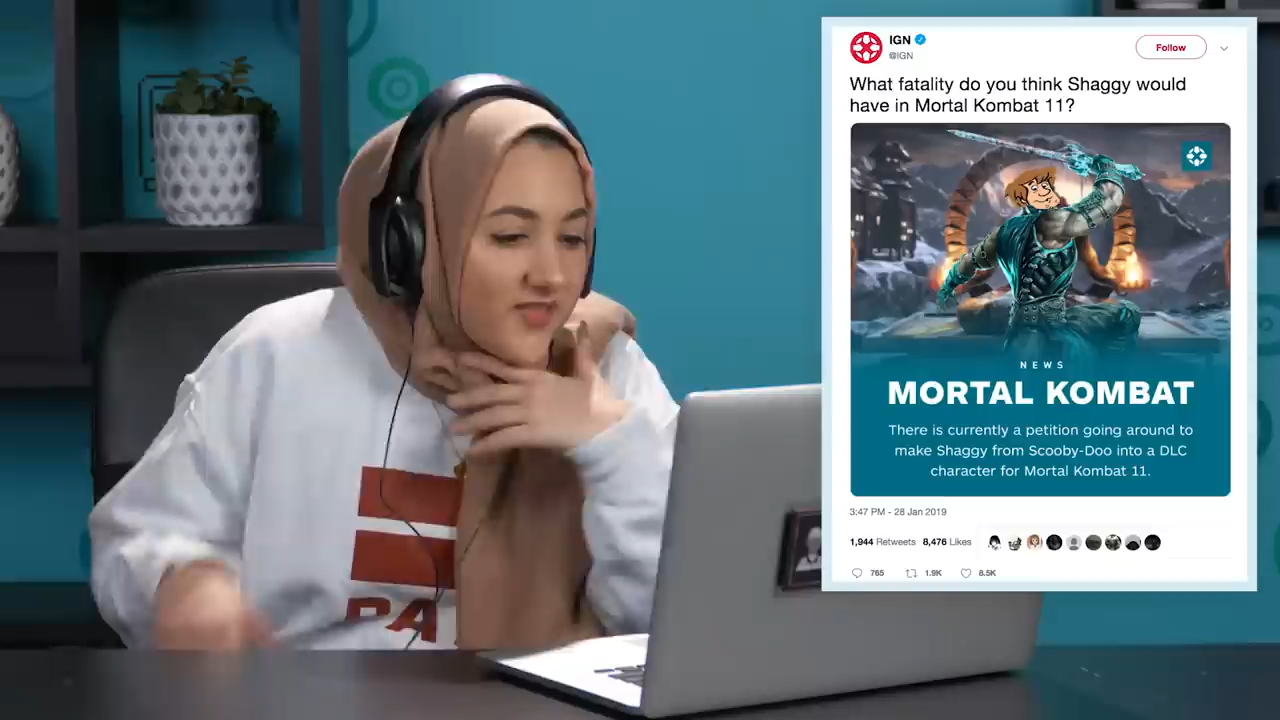 IGN
@IGN
Follow
What fatality do you think Shaggy would
have in Mortal Kombat 11?
NEWS
MORTAL KOMBAT
There is currently a petition going around to
make Shaggy from Scooby-Doo into a DLC
character for Mortal Kombat 11.
3:47 PM - 28 Jan 2019
1,944 Retweets 8,476 Likes
765 1.9K 8.5K
PA